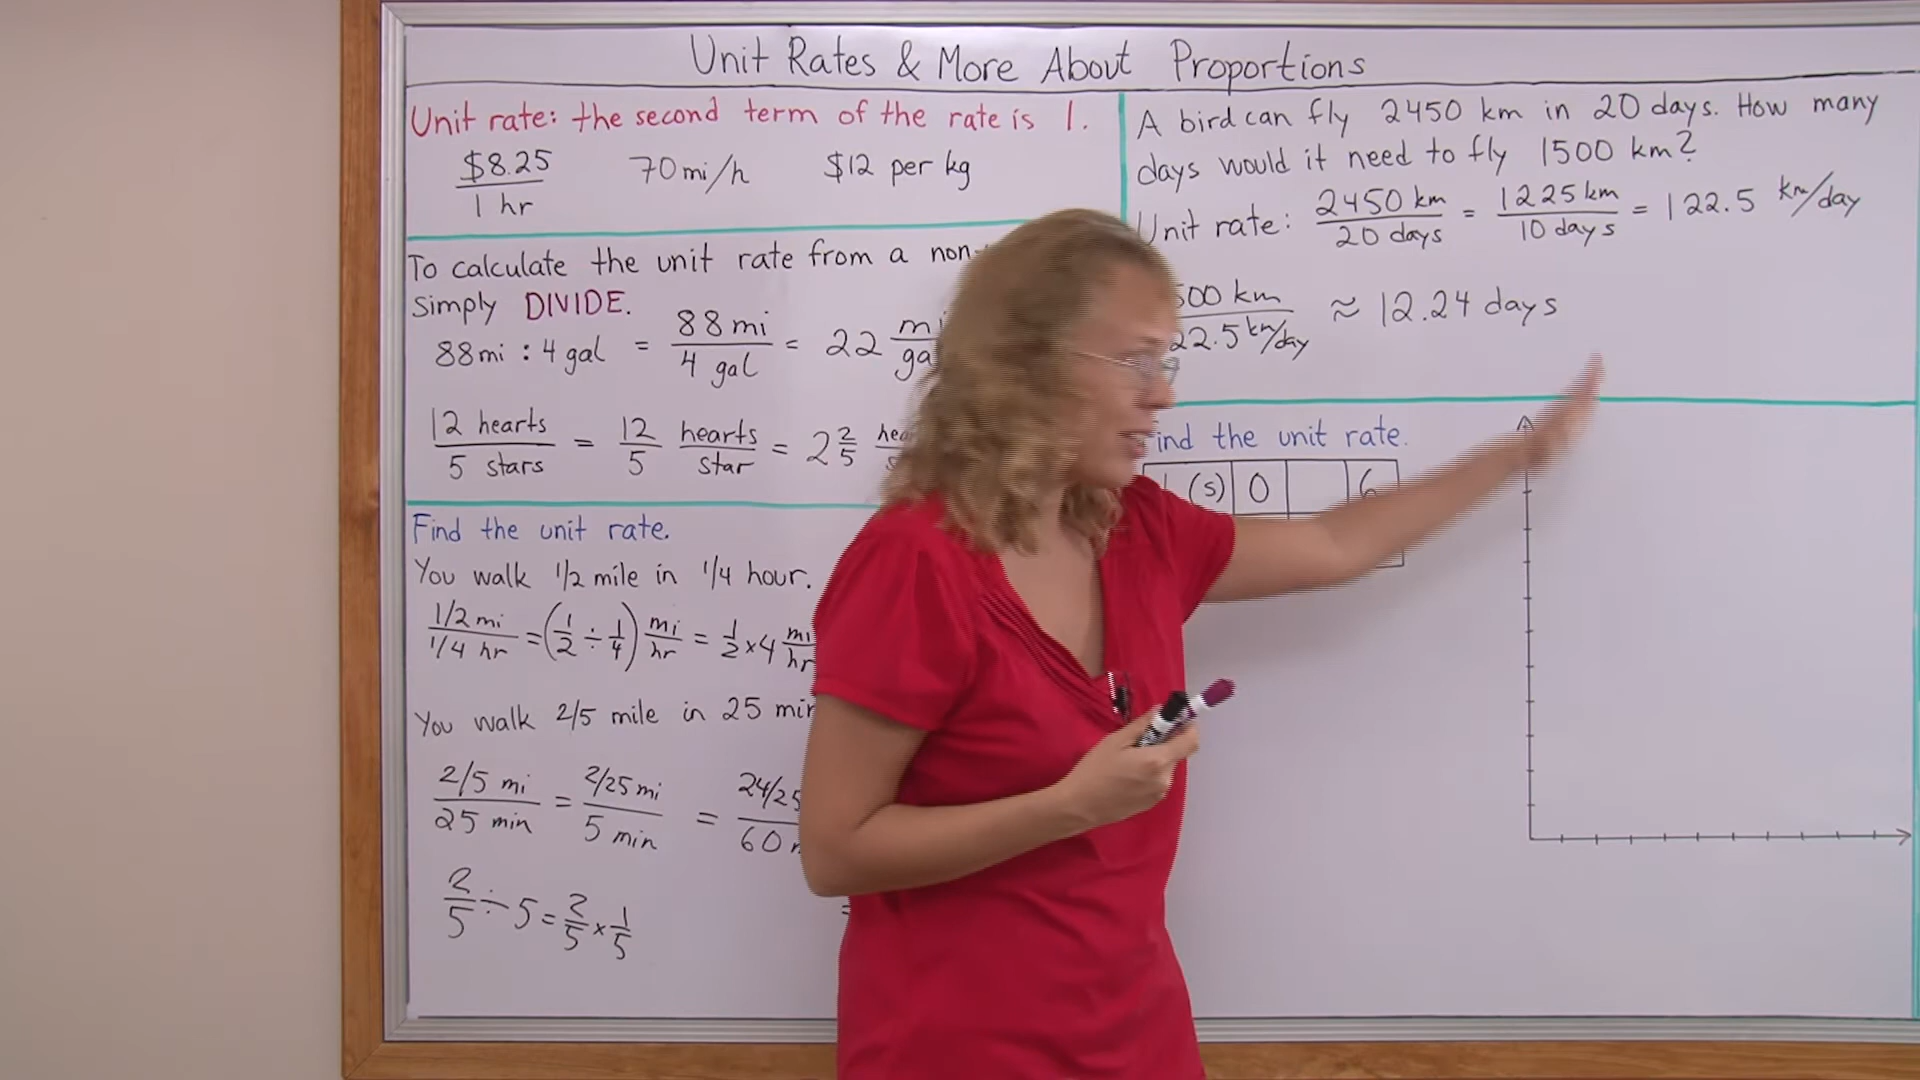 Unit Rates & More About Proportions
Unit rate: the second term of the rate is 1.
$8.25 / 1 hr 70 mi/h $12 per kg
To calculate the unit rate from a non-
simply DIVIDE.
88mi : 4 gal = 88 mi / 4 gal = 22
12 hearts / 5 stars = 12/5 hearts/star = 2 2/5
Find the unit rate.
You walk 1/2 mile in 1/4 hour.
1/2 mi / 1/4 hr = (1/2 ÷ 1/4) mi/hr = 1/2 × 4 mi/hr
You walk 2/5 mile in 25
2/5 mi / 25 min = 2/25 mi / 5 min = 24/25 / 60
2/5 ÷ 5 = 2/5 × 1/5
A bird can fly 2450 km in 20 days. How many
days would it need to fly 1500 km?
Unit rate: 2450 km / 20 days = 1225 km / 10 days = 122.5 km/day
500 km / 22.5 km/day ≈ 12.24 days
Find the unit rate.
(s) 0 6